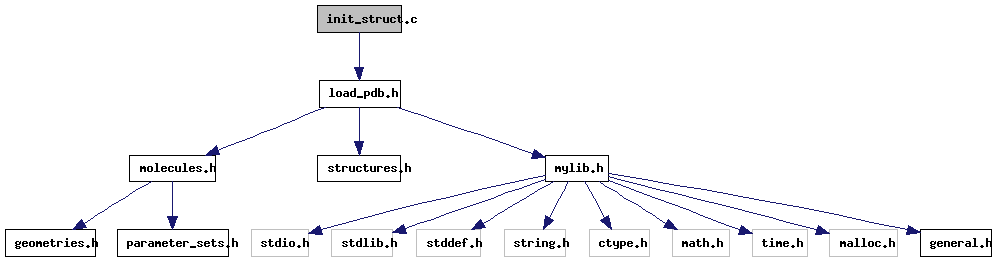 init_struct.c
load_pdb.h
molecules.h structures.h mylib.h
geometries.h parameter_sets.h stdio.h stdlib.h stddef.h string.h ctype.h math.h time.h malloc.h general.h